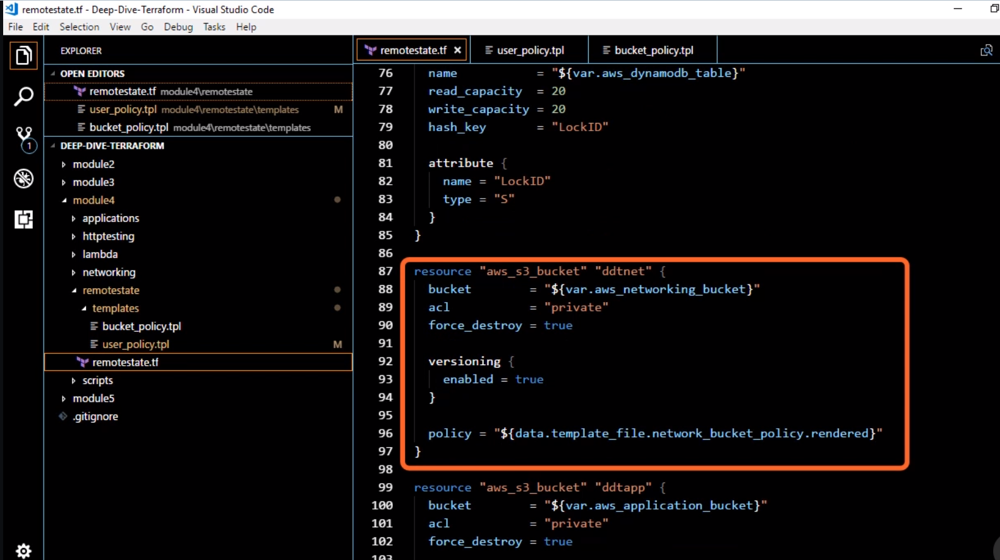 remotestate.tf - Deep-Dive-Terraform - Visual Studio Code
File Edit Selection View Go Debug Tasks Help
EXPLORER
OPEN EDITORS
remotestate.tf module4\remotestate
user_policy.tpl module4\remotestate\templates M
bucket_policy.tpl module4\remotestate\templates
1
DEEP-DIVE-TERRAFORM
module2
module3
module4
applications
httptesting
lambda
networking
remotestate
templates
bucket_policy.tpl
user_policy.tpl M
remotestate.tf
scripts
module5
.gitignore
remotestate.tf user_policy.tpl bucket_policy.tpl
76 name = "${var.aws_dynamodb_table}"
77 read_capacity = 20
78 write_capacity = 20
79 hash_key = "LockID"
80
81 attribute {
82 name = "LockID"
83 type = "S"
84 }
85 }
86
87 resource "aws_s3_bucket" "ddtnet" {
88 bucket = "${var.aws_networking_bucket}"
89 acl = "private"
90 force_destroy = true
91
92 versioning {
93 enabled = true
94 }
95
96 policy = "${data.template_file.network_bucket_policy.rendered}"
97 }
98
99 resource "aws_s3_bucket" "ddtapp" {
100 bucket = "${var.aws_application_bucket}"
101 acl = "private"
102 force_destroy = true
103